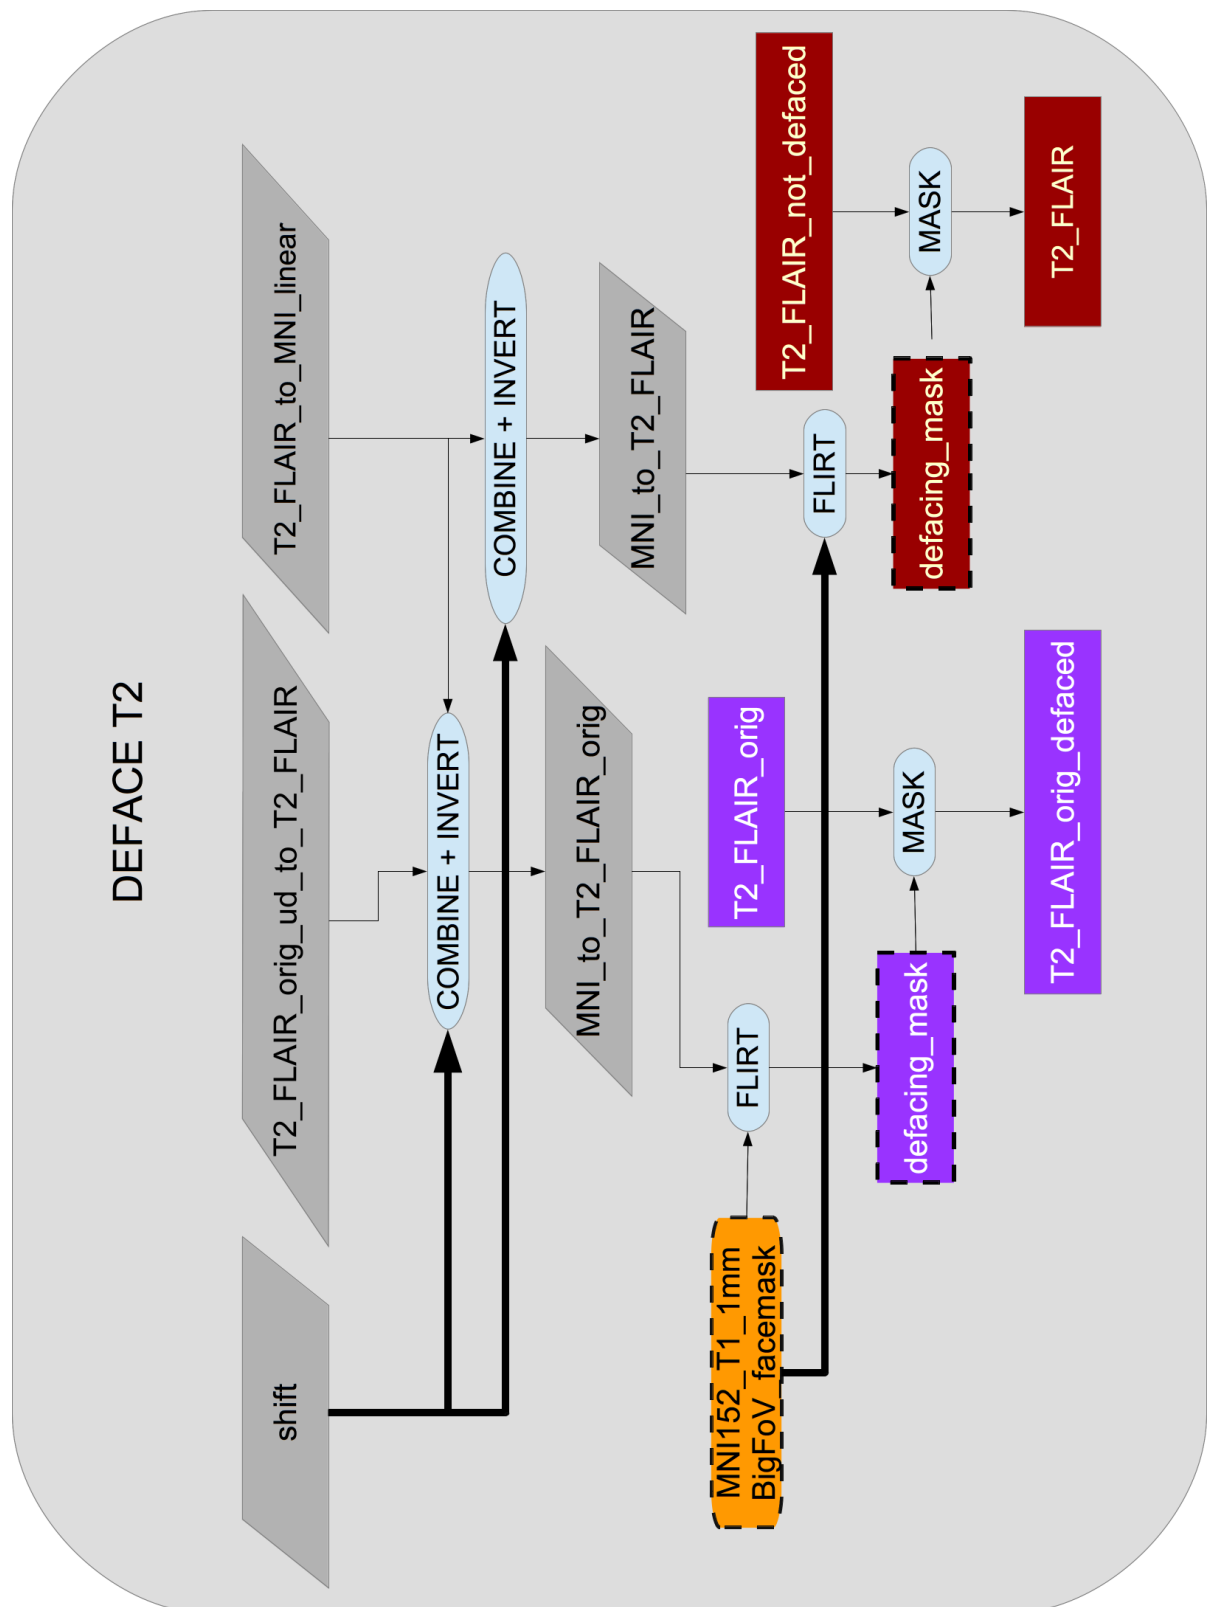 DEFACE T2
shift
T2_FLAIR_orig_ud_to_T2_FLAIR
T2_FLAIR_to_MNI_linear
COMBINE + INVERT
COMBINE + INVERT
MNI_to_T2_FLAIR_orig
MNI_to_T2_FLAIR
MNI152_T1_1mm
BigFoV_facemask
FLIRT
T2_FLAIR_orig
FLIRT
T2_FLAIR_not_defaced
defacing_mask
MASK
defacing_mask
MASK
T2_FLAIR_orig_defaced
T2_FLAIR